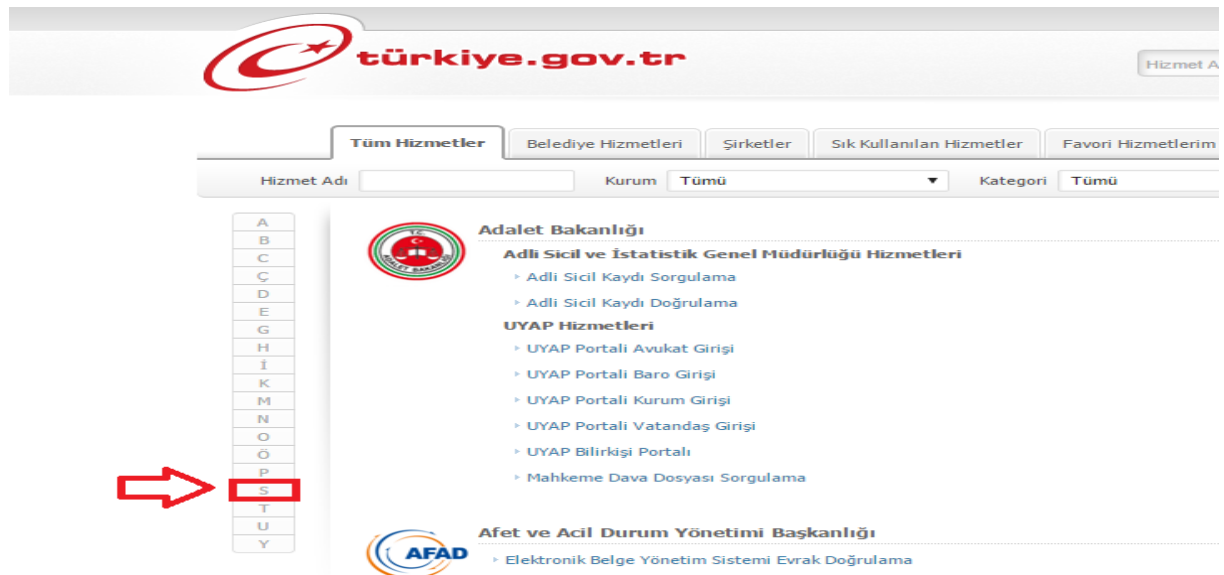 türkiye.gov.tr
Hizmet A
Tüm Hizmetler Belediye Hizmetleri Şirketler Sık Kullanılan Hizmetler Favori Hizmetlerim
Hizmet Adı Kurum Tümü Kategori Tümü
A
B
C
Ç
D
E
G
H
İ
K
M
N
O
Ö
P
S
T
U
Y
T.C.
ADALET BAKANLIĞI
Adalet Bakanlığı
Adli Sicil ve İstatistik Genel Müdürlüğü Hizmetleri
Adli Sicil Kaydı Sorgulama
Adli Sicil Kaydı Doğrulama
UYAP Hizmetleri
UYAP Portali Avukat Girişi
UYAP Portali Baro Girişi
UYAP Portali Kurum Girişi
UYAP Portali Vatandaş Girişi
UYAP Bilirkişi Portalı
Mahkeme Dava Dosyası Sorgulama
AFAD
Afet ve Acil Durum Yönetimi Başkanlığı
Elektronik Belge Yönetim Sistemi Evrak Doğrulama